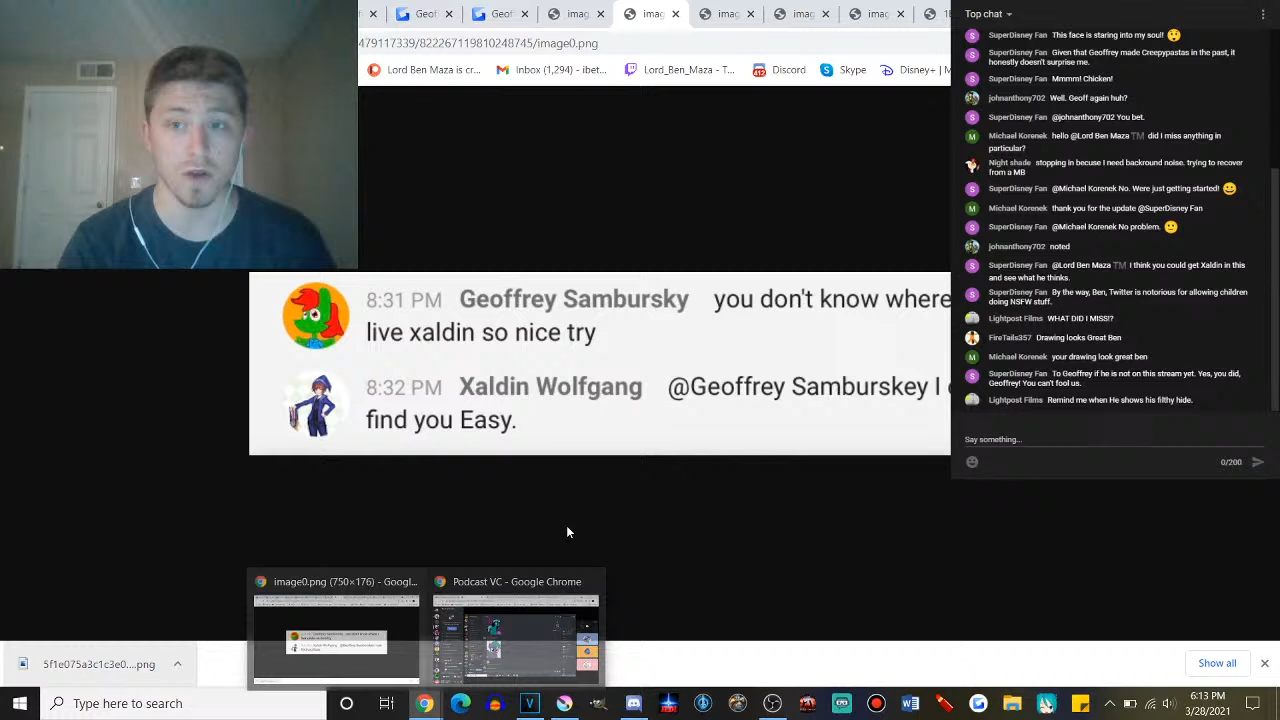 imag
Geoff
Geoff
imag
imag
imag
imag
imag
479117339/822267119810248745/image0.png
Lord Ben Maza is cr...
Inbox (1,294) - ibet...
Lord_Ben_Maza - T...
412
Discord
Skype
Disney+ | M
Top chat
SuperDisney Fan This face is staring into my soul!
SuperDisney Fan Given that Geoffrey made Creepypastas in the past, it
honestly doesn't surprise me.
SuperDisney Fan Mmmm! Chicken!
johnanthony702 Well. Geoff again huh?
SuperDisney Fan @johnanthony702 You bet.
Michael Korenek hello @Lord Ben Maza™ did I miss anything in
particular?
Night shade stopping in becuse I need backround noise. trying to recover
from a MB
SuperDisney Fan @Michael Korenek No. Were just getting started!
Michael Korenek thank you for the update @SuperDisney Fan
SuperDisney Fan @Michael Korenek No problem.
johnanthony702 noted
SuperDisney Fan @Lord Ben Maza™ I think you could get Xaldin in this
and see what he thinks.
SuperDisney Fan By the way, Ben, Twitter is notorious for allowing children
doing NSFW stuff.
Lightpost Films WHAT DID I MISS!?
FireTails357 Drawing looks Great Ben
Michael Korenek your drawing look great ben
SuperDisney Fan To Geoffrey if he is not on this stream yet. Yes, you did,
Geoffrey! You can't fool us.
Lightpost Films Remind me when He shows his filthy hide.
Say something...
0/200
8:31 PM Geoffrey Sambursky you don't know where
live xaldin so nice try
8:32 PM Xaldin Wolfgang @Geoffrey Samburskey I
find you Easy.
image0.png (750×176) - Googl...
Podcast VC - Google Chrome
5f1e075a3c1c3e0....png
Show all
Type here to search
6:13 PM
3/28/2021